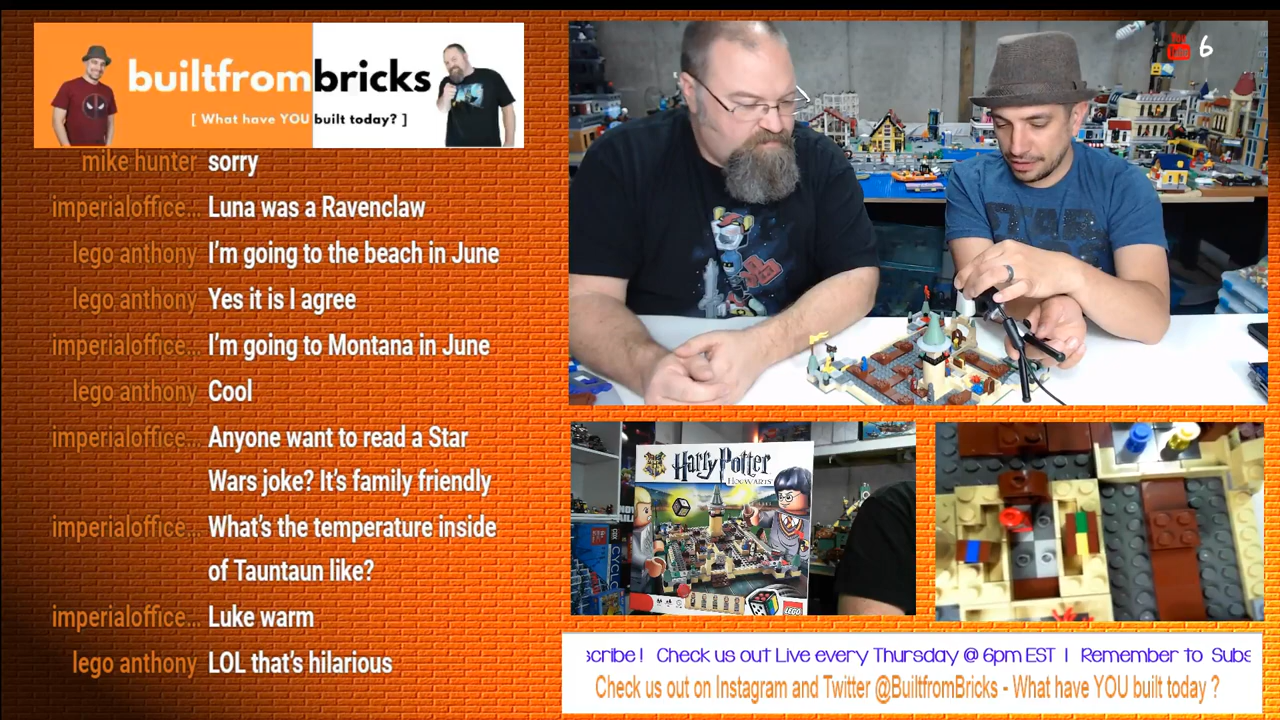 builtfrombricks
[ What have YOU built today? ]
mike hunter sorry
imperialoffice... Luna was a Ravenclaw
lego anthony I'm going to the beach in June
lego anthony Yes it is I agree
imperialoffice... I'm going to Montana in June
lego anthony Cool
imperialoffice... Anyone want to read a Star
Wars joke? It's family friendly
imperialoffice... What's the temperature inside
of Tauntaun like?
imperialoffice... Luke warm
lego anthony LOL that's hilarious
You
Tube 6
Harry Potter
HOGWARTS
LEGO
scribe ! Check us out Live every Thursday @ 6pm EST | Remember to Subs
Check us out on Instagram and Twitter @BuiltfromBricks - What have YOU built today ?